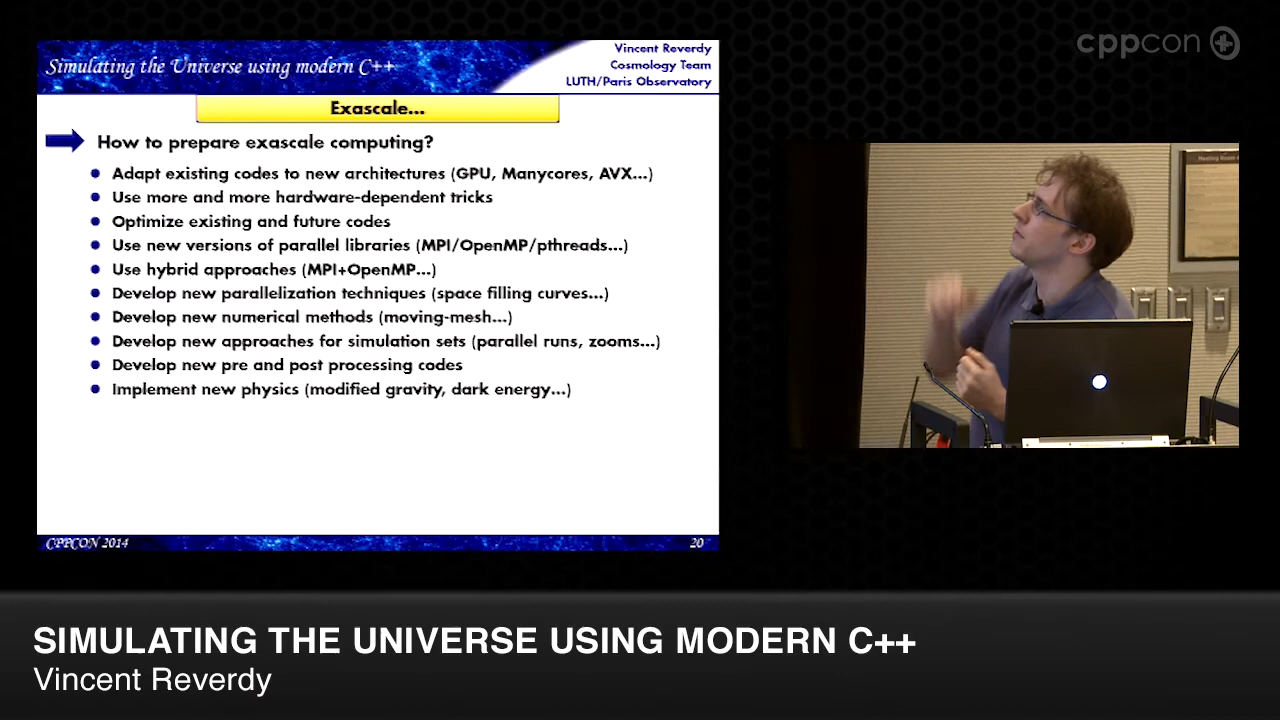 cppcon
Simulating the Universe using modern C++
Vincent Reverdy
Cosmology Team
LUTH/Paris Observatory
Exascale...
How to prepare exascale computing?
Adapt existing codes to new architectures (GPU, Manycores, AVX...)
Use more and more hardware-dependent tricks
Optimize existing and future codes
Use new versions of parallel libraries (MPI/OpenMP/pthreads...)
Use hybrid approaches (MPI+OpenMP...)
Develop new parallelization techniques (space filling curves...)
Develop new numerical methods (moving-mesh...)
Develop new approaches for simulation sets (parallel runs, zooms...)
Develop new pre and post processing codes
Implement new physics (modified gravity, dark energy...)
CPPCON 2014
20
SIMULATING THE UNIVERSE USING MODERN C++
Vincent Reverdy